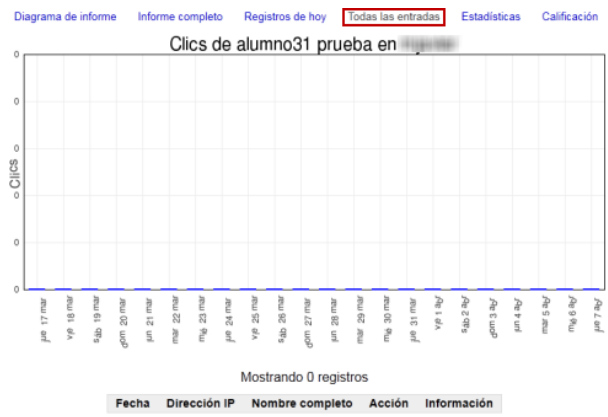 Diagrama de informe Informe completo Registros de hoy Todas las entradas Estadísticas Calificación
Clics de alumno31 prueba en
0
0
0
0
0
0
Clics
jue 17 mar
vie 18 mar
sáb 19 mar
dom 20 mar
lun 21 mar
mar 22 mar
mié 23 mar
jue 24 mar
vie 25 mar
sáb 26 mar
dom 27 mar
lun 28 mar
mar 29 mar
mié 30 mar
jue 31 mar
vie 1 abr
sáb 2 abr
dom 3 abr
lun 4 abr
mar 5 abr
mié 6 abr
jue 7 abr
Mostrando 0 registros
Fecha Dirección IP Nombre completo Acción Información